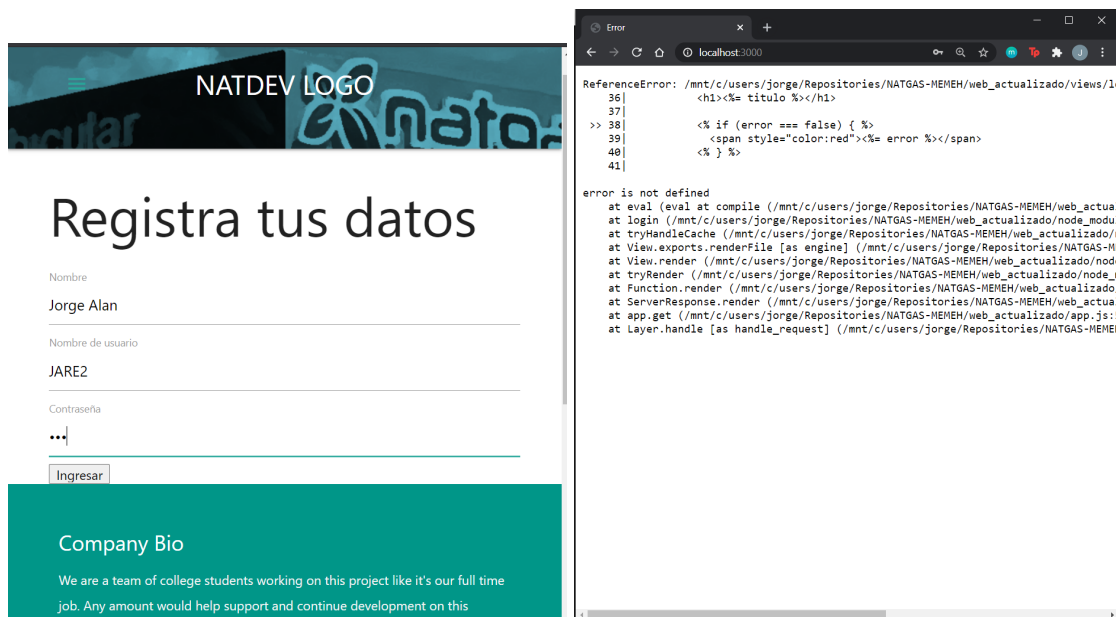 NATDEV LOGO
Registra tus datos
Nombre
Jorge Alan
Nombre de usuario
JARE2
Contraseña
•••
Ingresar
Company Bio
We are a team of college students working on this project like it's our full time
job. Any amount would help support and continue development on this
Error
localhost:3000
ReferenceError: /mnt/c/users/jorge/Repositories/NATGAS-MEMEH/web_actualizado/views/l
36| <h1><%= titulo %></h1>
37|
>> 38| <% if (error === false) { %>
39| <span style="color:red"><%= error %></span>
40| <% } %>
41|
error is not defined
at eval (eval at compile (/mnt/c/users/jorge/Repositories/NATGAS-MEMEH/web_actua
at login (/mnt/c/users/jorge/Repositories/NATGAS-MEMEH/web_actualizado/node_modu
at tryHandleCache (/mnt/c/users/jorge/Repositories/NATGAS-MEMEH/web_actualizado/
at View.exports.renderFile [as engine] (/mnt/c/users/jorge/Repositories/NATGAS-M
at View.render (/mnt/c/users/jorge/Repositories/NATGAS-MEMEH/web_actualizado/nod
at tryRender (/mnt/c/users/jorge/Repositories/NATGAS-MEMEH/web_actualizado/node_
at Function.render (/mnt/c/users/jorge/Repositories/NATGAS-MEMEH/web_actualizado
at ServerResponse.render (/mnt/c/users/jorge/Repositories/NATGAS-MEMEH/web_actua
at app.get (/mnt/c/users/jorge/Repositories/NATGAS-MEMEH/web_actualizado/app.js:
at Layer.handle [as handle_request] (/mnt/c/users/jorge/Repositories/NATGAS-MEME